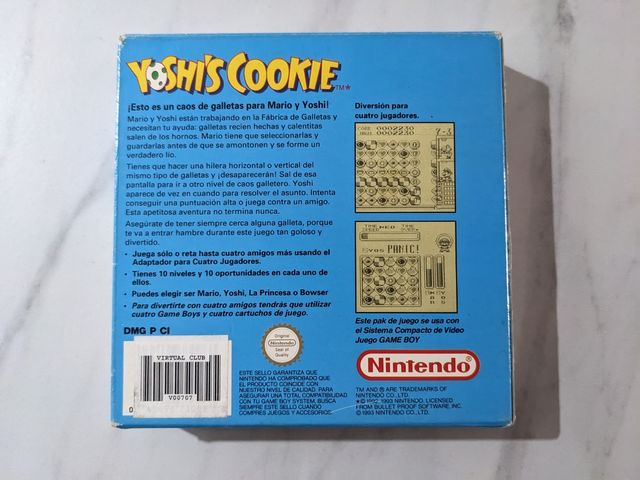 YOSHI'S COOKIE
TM★
¡Esto es un caos de galletas para Mario y Yoshi!
Mario y Yoshi están trabajando en la Fábrica de Galletas y
necesitan tu ayuda: galletas recien hechas y calentitas
salen de los hornos. Mario tiene que seleccionarlas y
guardarlas antes de que se amontonen y se forme un
verdadero lío.
Tienes que hacer una hilera horizontal o vertical del
mismo tipo de galletas y ¡desaparecerán! Sal de esa
pantalla para ir a otro nivel de caos galletero. Yoshi
aparece de vez en cuando para resolver el asunto. Intenta
conseguir una puntuación alta o juega contra un amigo.
Esta apetitosa aventura no termina nunca.
Asegúrate de tener siempre cerca alguna galleta, porque
te va a entrar hambre durante este juego tan goloso y
divertido.
• Juega sólo o reta hasta cuatro amigos más usando el
Adaptador para Cuatro Jugadores.
• Tienes 10 niveles y 10 oportunidades en cada uno de
ellos.
• Puedes elegir ser Mario, Yoshi, La Princesa o Bowser
• Para divertirte con cuatro amigos tendrás que utilizar
cuatro Game Boys y cuatro cartuchos de juego.
DMG P CI
VIRTUAL CLUB
V00707
0
Original
Nintendo
Seal of
Quality
ESTE SELLO GARANTIZA QUE
NINTENDO HA COMPROBADO QUE
EL PRODUCTO COINCIDE CON
NUESTRO NIVEL DE CALIDAD. PARA
ASEGURAR UNA TOTAL COMPATIBILIDAD
CON TU GAME BOY SYSTEM, BUSCA
SIEMPRE ESTE SELLO CUANDO
COMPRES JUEGOS Y ACCESORIOS.
Diversión para
cuatro jugadores.
0002230
0002230
PANIC!
Este pak de juego se usa con
el Sistema Compacto de Video
Juego GAME BOY
Nintendo®
TM AND ® ARE TRADEMARKS OF
NINTENDO CO., LTD.
★© 1992, 1993 NINTENDO. LICENSED
FROM BULLET PROOF SOFTWARE, INC.
© 1993 NINTENDO CO., LTD.